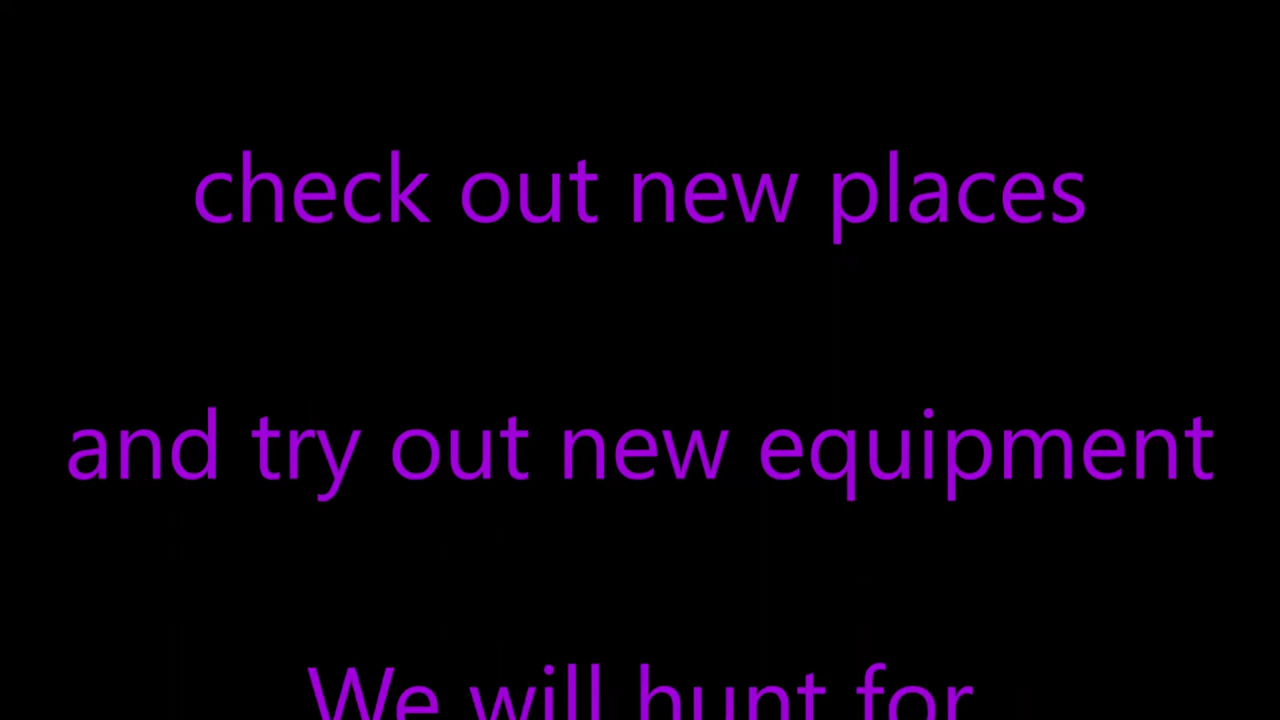 check out new places
and try out new equipment
We will hunt for